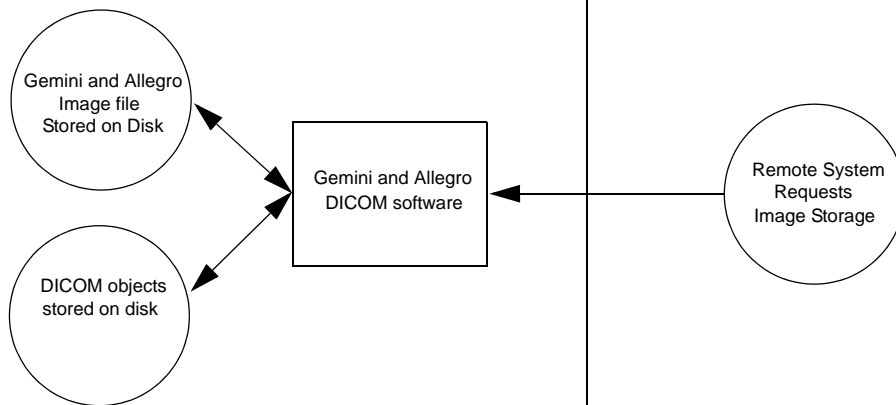 Gemini and Allegro
Image file
Stored on Disk
Gemini and Allegro
DICOM software
Remote System
Requests
Image Storage
DICOM objects
stored on disk